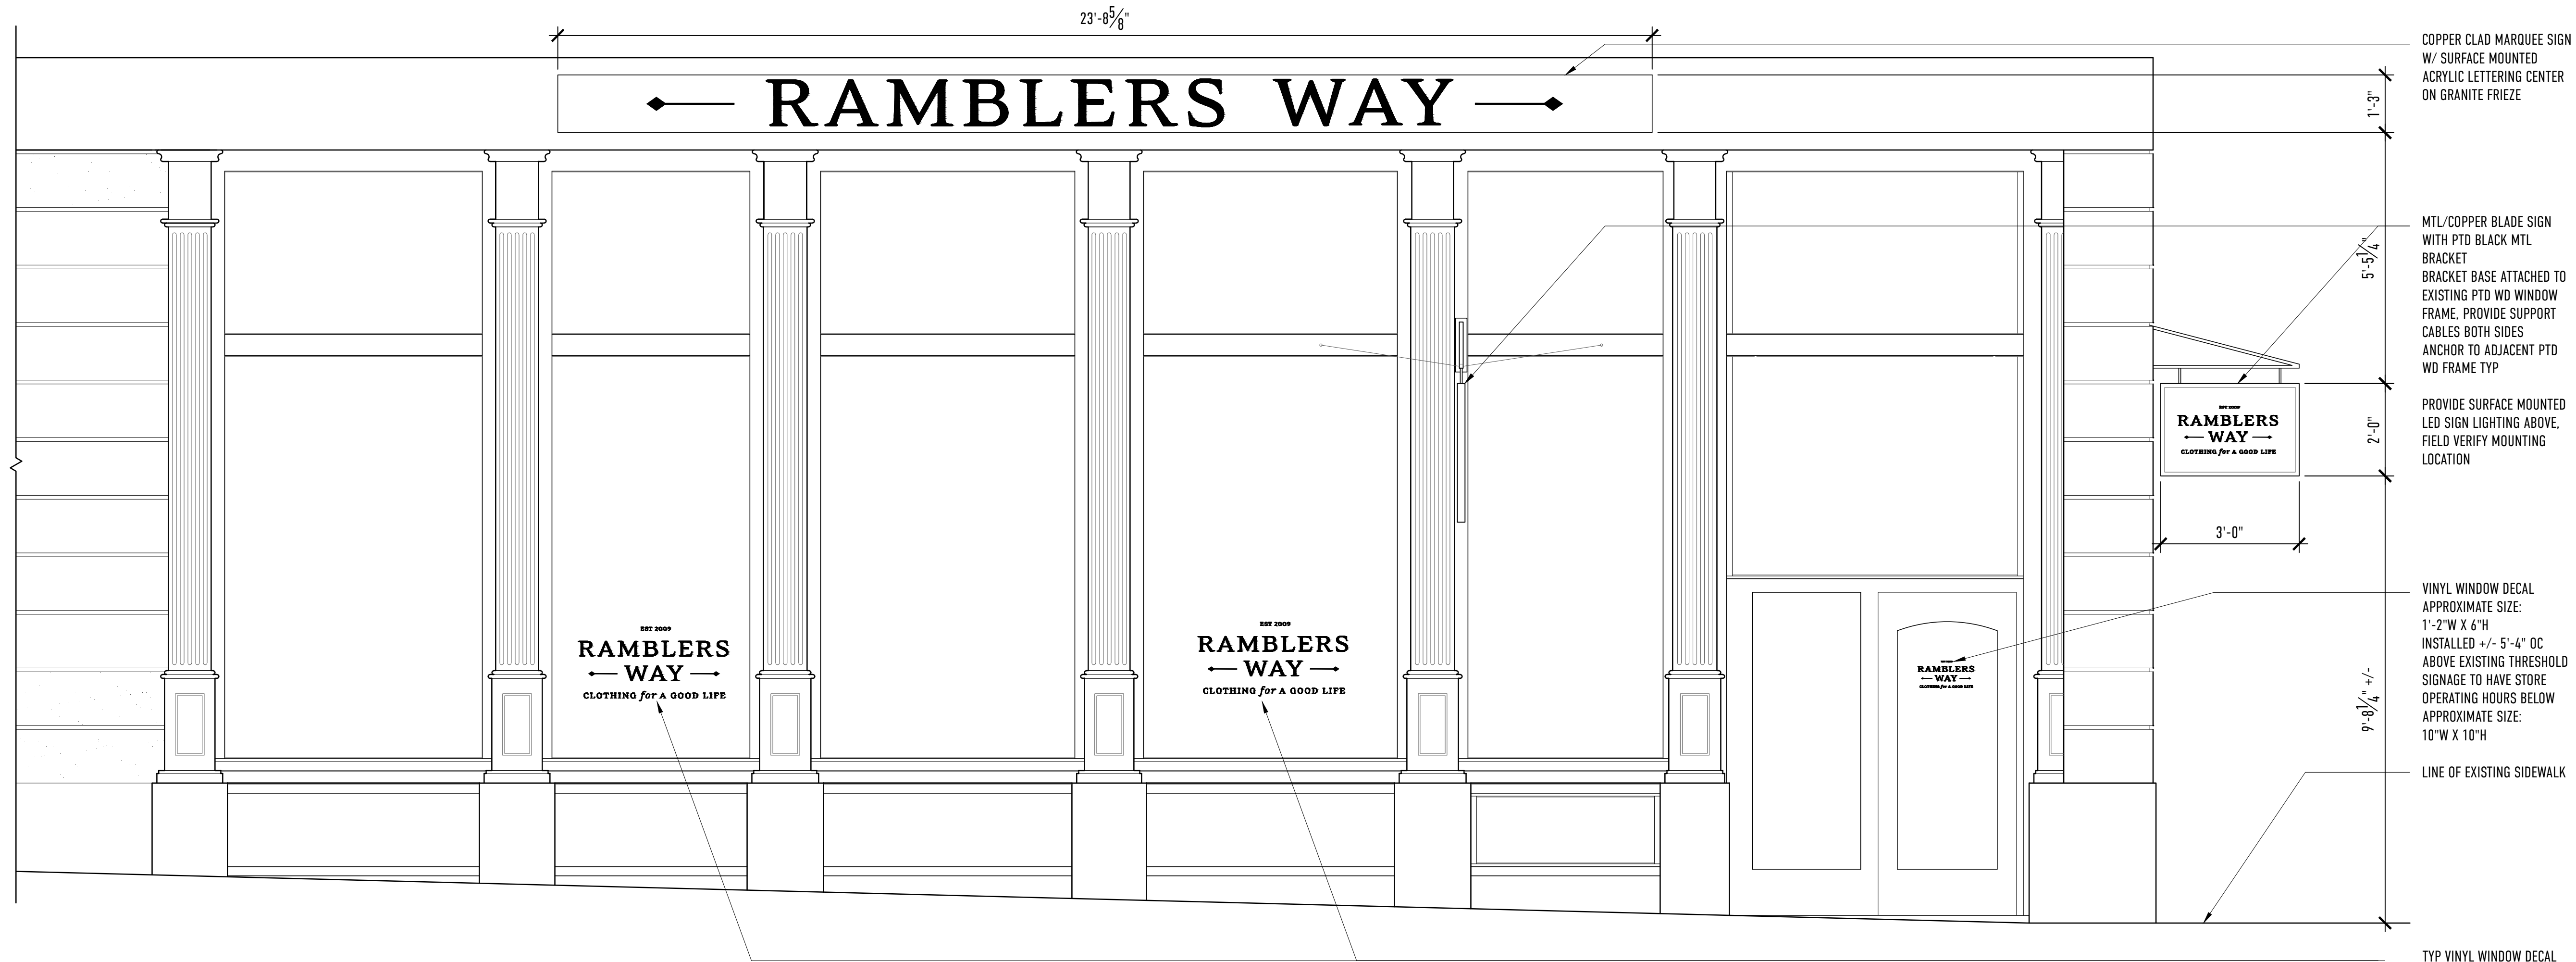 23'-8 5/8"
COPPER CLAD MARQUEE SIGN
W/ SURFACE MOUNTED
ACRYLIC LETTERING CENTER
ON GRANITE FRIEZE
RAMBLERS WAY
1'-3"
MTL/COPPER BLADE SIGN
WITH PTD BLACK MTL
BRACKET
BRACKET BASE ATTACHED TO
EXISTING PTD WD WINDOW
FRAME, PROVIDE SUPPORT
CABLES BOTH SIDES
ANCHOR TO ADJACENT PTD
WD FRAME TYP
5'-5 1/4"
PROVIDE SURFACE MOUNTED
LED SIGN LIGHTING ABOVE,
FIELD VERIFY MOUNTING
LOCATION
EST 2009
RAMBLERS
WAY
CLOTHING for A GOOD LIFE
2'-0"
3'-0"
VINYL WINDOW DECAL
APPROXIMATE SIZE:
1'-2"W X 6"H
INSTALLED +/- 5'-4" OC
ABOVE EXISTING THRESHOLD
SIGNAGE TO HAVE STORE
OPERATING HOURS BELOW
APPROXIMATE SIZE:
10"W X 10"H
EST 2009
RAMBLERS
WAY
CLOTHING for A GOOD LIFE
EST 2009
RAMBLERS
WAY
CLOTHING for A GOOD LIFE
RAMBLERS
WAY
CLOTHING for A GOOD LIFE
9'-8 1/4" +/-
LINE OF EXISTING SIDEWALK
TYP VINYL WINDOW DECAL